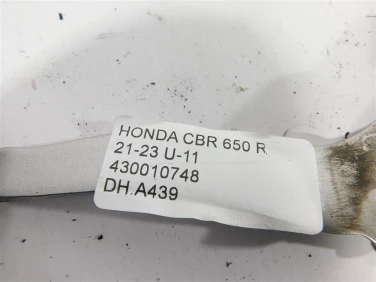 HONDA CBR 650 R
21-23 U-11
430010748
DH.A439